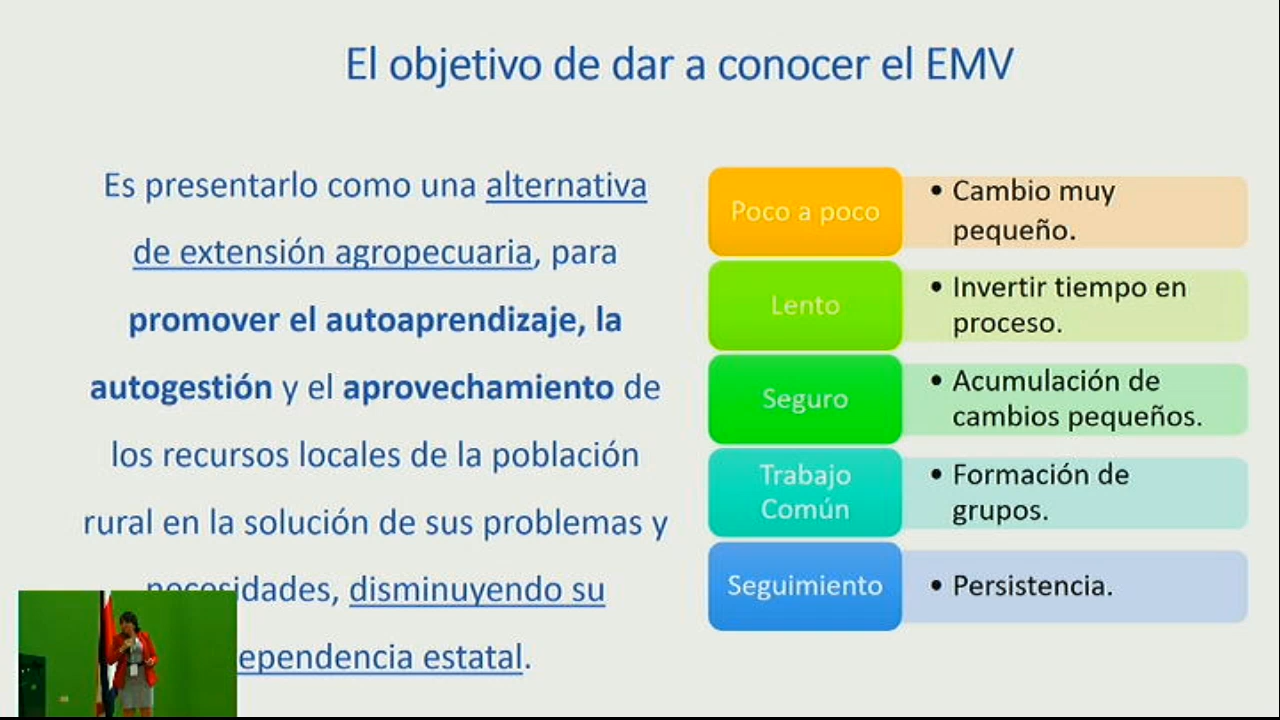 El objetivo de dar a conocer el EMV
Es presentarlo como una alternativa
de extensión agropecuaria, para
promover el autoaprendizaje, la
autogestión y el aprovechamiento de
los recursos locales de la población
rural en la solución de sus problemas y
necesidades, disminuyendo su
ependencia estatal.
Poco a poco
• Cambio muy
pequeño.
Lento
• Invertir tiempo en
proceso.
Seguro
• Acumulación de
cambios pequeños.
Trabajo
Común
• Formación de
grupos.
Seguimiento
• Persistencia.